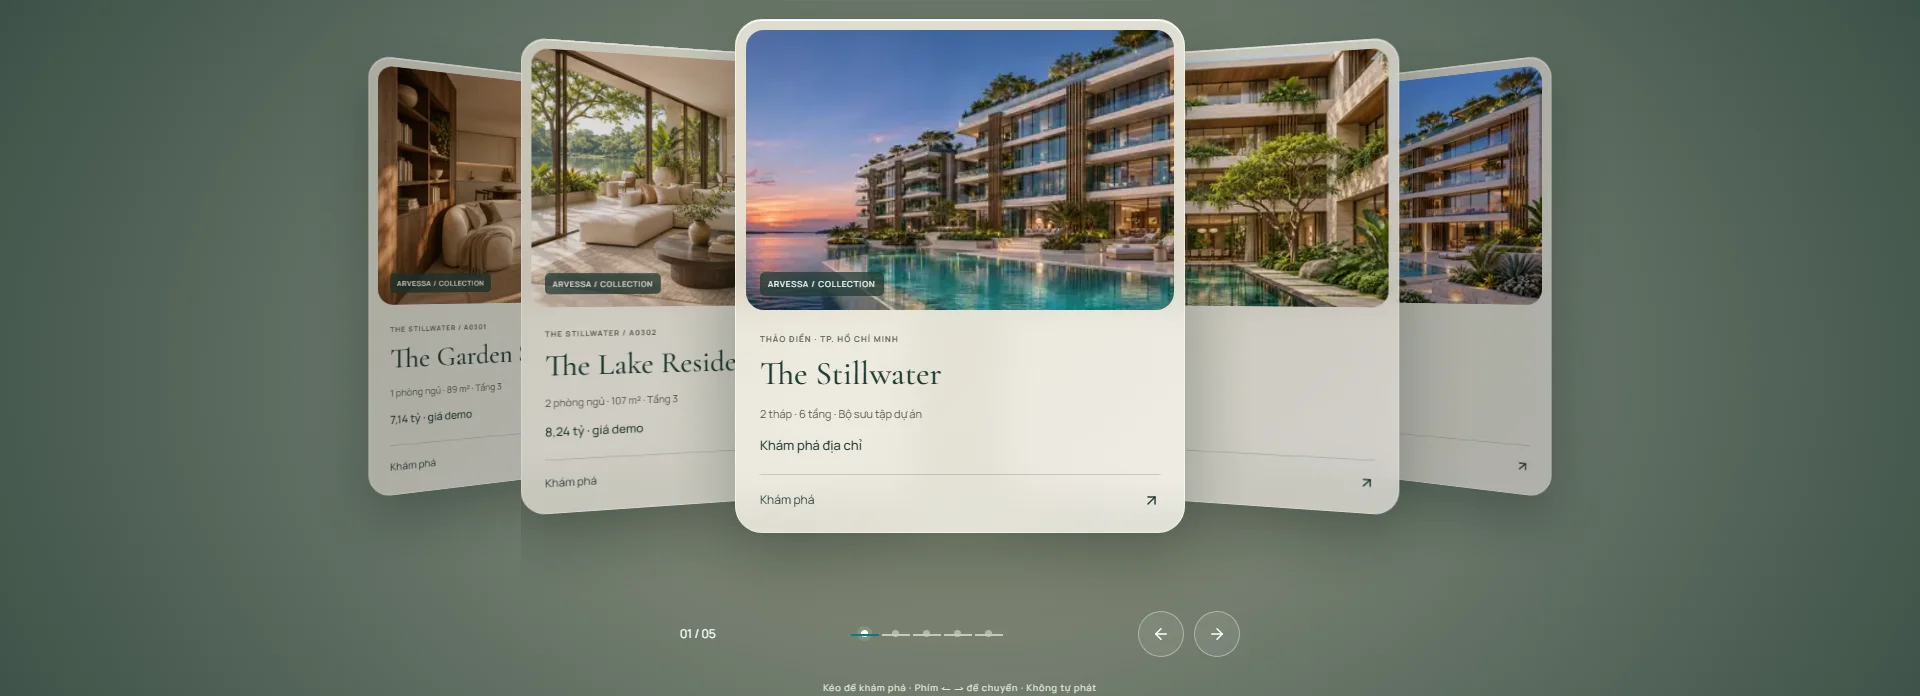 ARVESSA / COLLECTION
THE STILLWATER / A0301
The Garden
1 phòng ngủ · 89 m² · Tầng 3
7,14 tỷ · giá demo
Khám phá
ARVESSA / COLLECTION
THE STILLWATER / A0302
The Lake Reside
2 phòng ngủ · 107 m² · Tầng 3
8,24 tỷ · giá demo
Khám phá
ARVESSA / COLLECTION
THẢO ĐIỀN · TP. HỒ CHÍ MINH
The Stillwater
2 tháp · 6 tầng · Bộ sưu tập dự án
Khám phá địa chỉ
Khám phá
01 / 05
Kéo để khám phá · Phím ← → để chuyển · Không tự phát